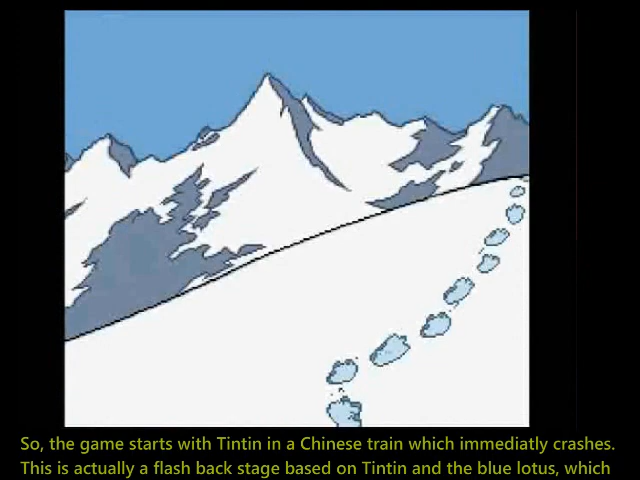 So, the game starts with Tintin in a Chinese train which immediatly crashes.
This is actually a flash back stage based on Tintin and the blue lotus, which